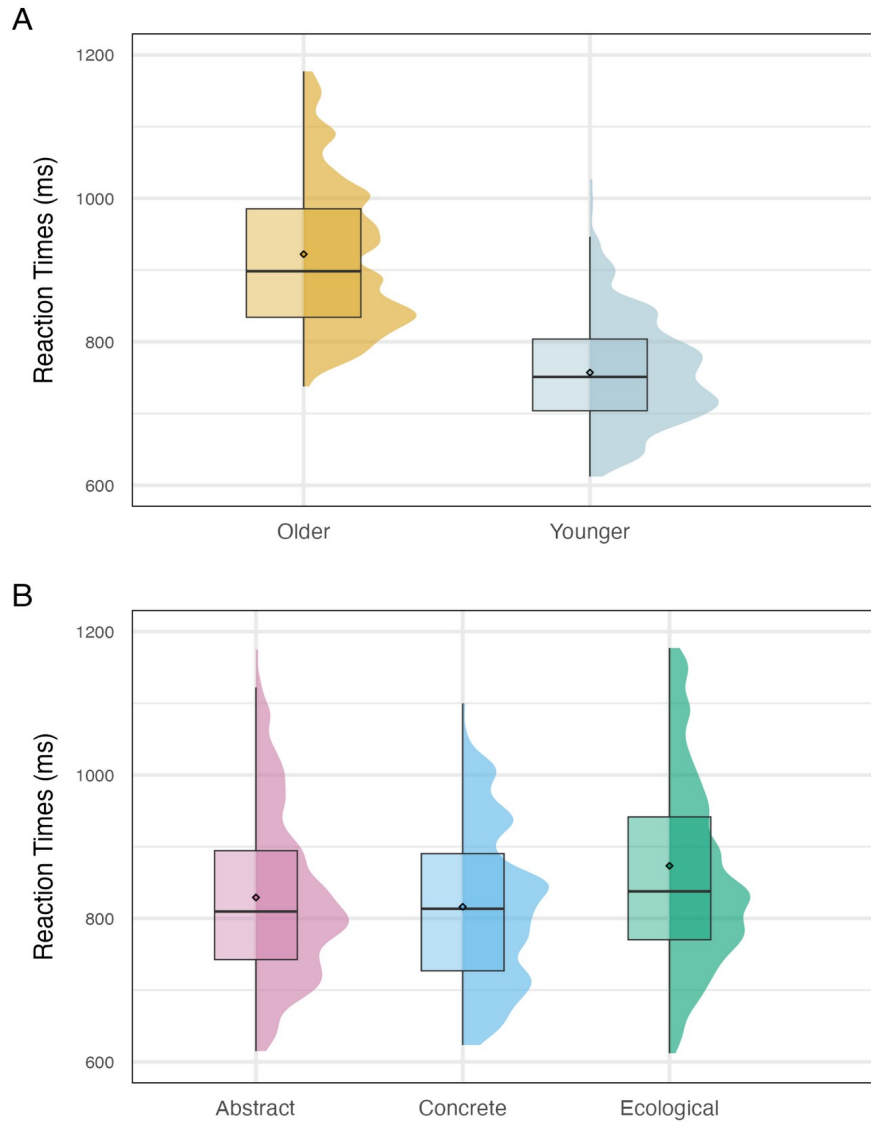 A
Reaction Times (ms)
1200
1000
800
600
Older Younger
B
Reaction Times (ms)
1200
1000
800
600
Abstract Concrete Ecological